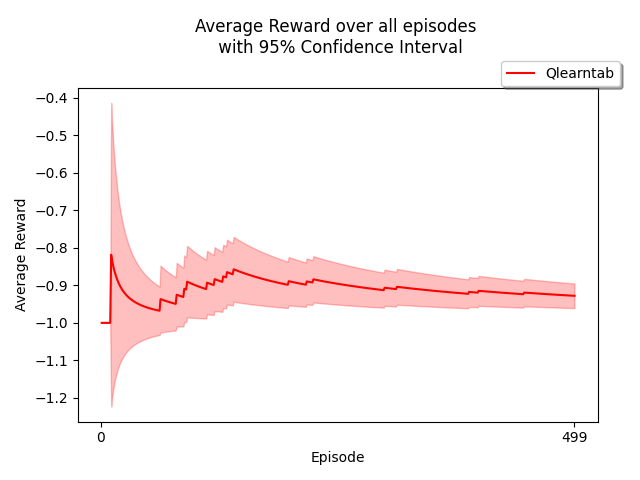 Average Reward over all episodes
with 95% Confidence Interval
Qlearntab
−0.4
−0.5
−0.6
−0.7
−0.8
−0.9
−1.0
−1.1
−1.2
Average Reward
0
499
Episode